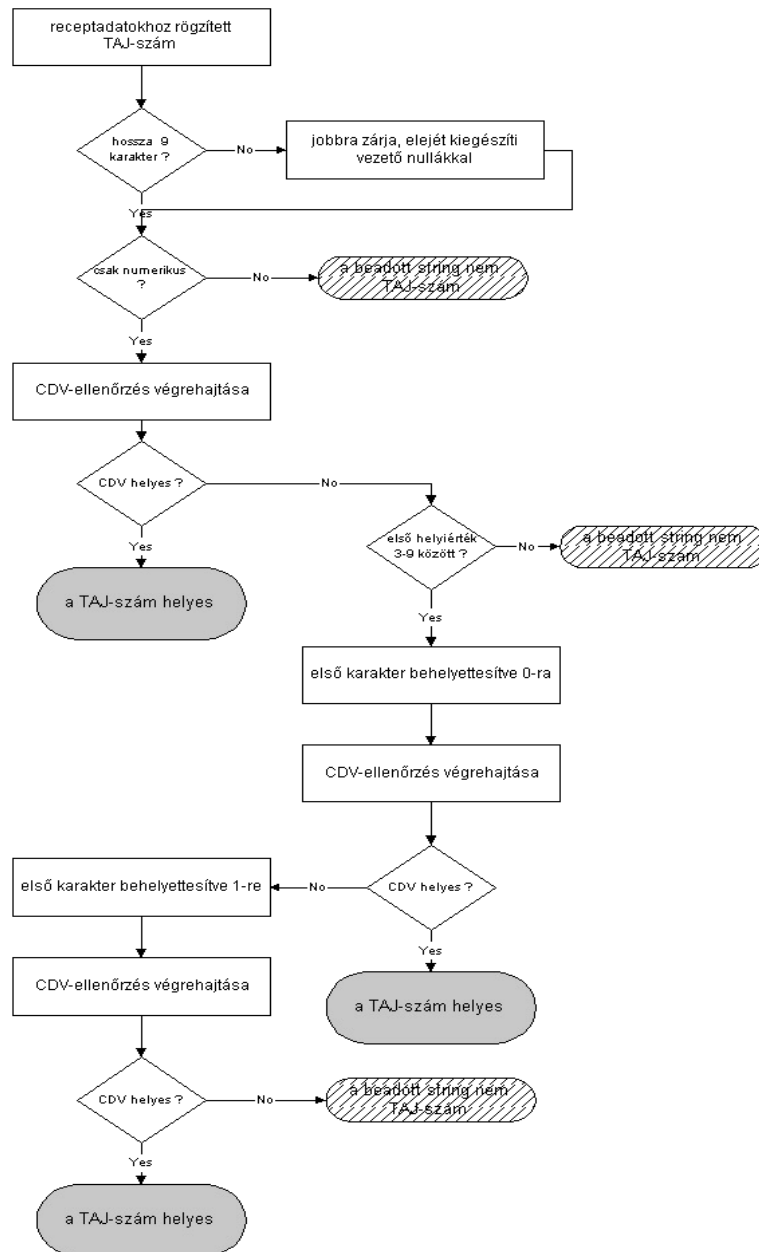 receptadatokhoz rögzített
TAJ-szám
hossza 9
karakter ?
No
jobbra zárja, elejét kiegészíti
vezető nullákkal
Yes
csak numerikus
?
No
a beadott string nem
TAJ-szám
Yes
CDV-ellenőrzés végrehajtása
CDV helyes ?
No
Yes
első helyiérték
3-9 között ?
No
a beadott string nem
TAJ-szám
a TAJ-szám helyes
Yes
első karakter behelyettesítve 0-ra
CDV-ellenőrzés végrehajtása
első karakter behelyettesítve 1-re
No
CDV helyes ?
Yes
CDV-ellenőrzés végrehajtása
a TAJ-szám helyes
CDV helyes ?
No
a beadott string nem
TAJ-szám
Yes
a TAJ-szám helyes